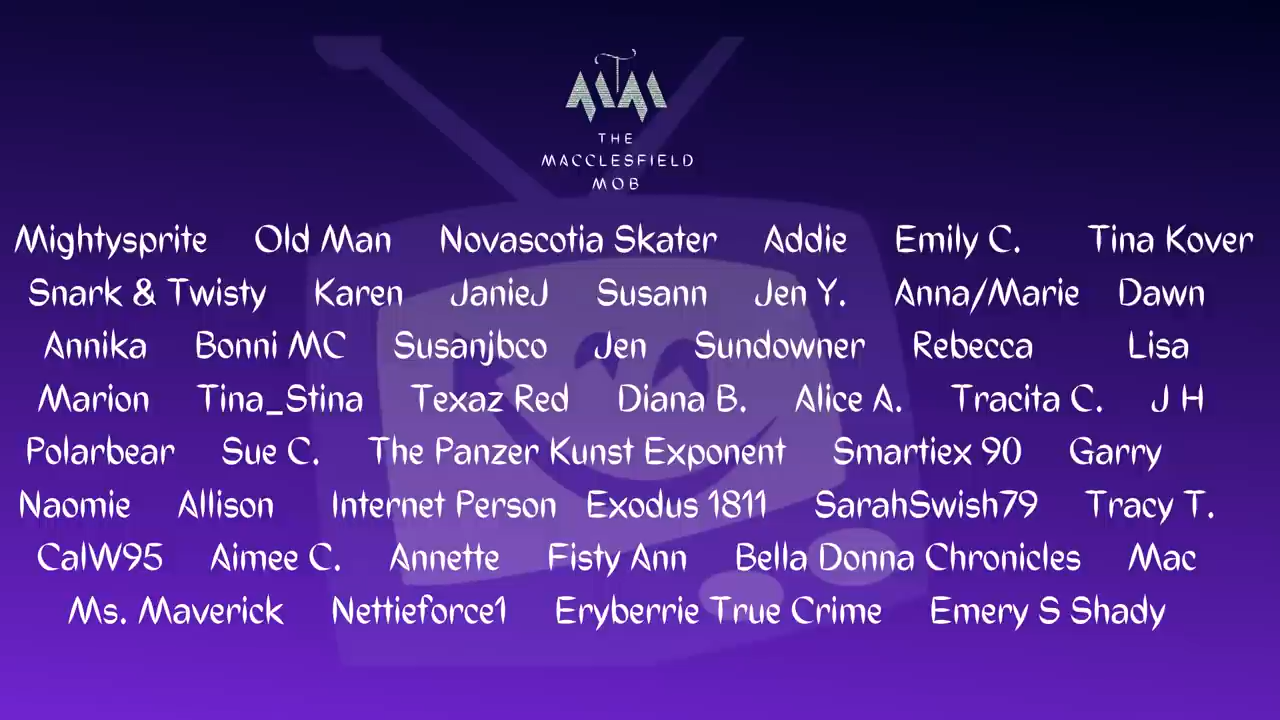 MTM
THE
MACCLESFIELD
MOB
Mightysprite Old Man Novascotia Skater Addie Emily C. Tina Kover
Snark & Twisty Karen JanieJ Susann Jen Y. Anna/Marie Dawn
Annika Bonni MC Susanjbco Jen Sundowner Rebecca Lisa
Marion Tina_Stina Texaz Red Diana B. Alice A. Tracita C. J H
Polarbear Sue C. The Panzer Kunst Exponent Smartiex 90 Garry
Naomie Allison Internet Person Exodus 1811 SarahSwish79 Tracy T.
CalW95 Aimee C. Annette Fisty Ann Bella Donna Chronicles Mac
Ms. Maverick Nettieforce1 Eryberrie True Crime Emery S Shady